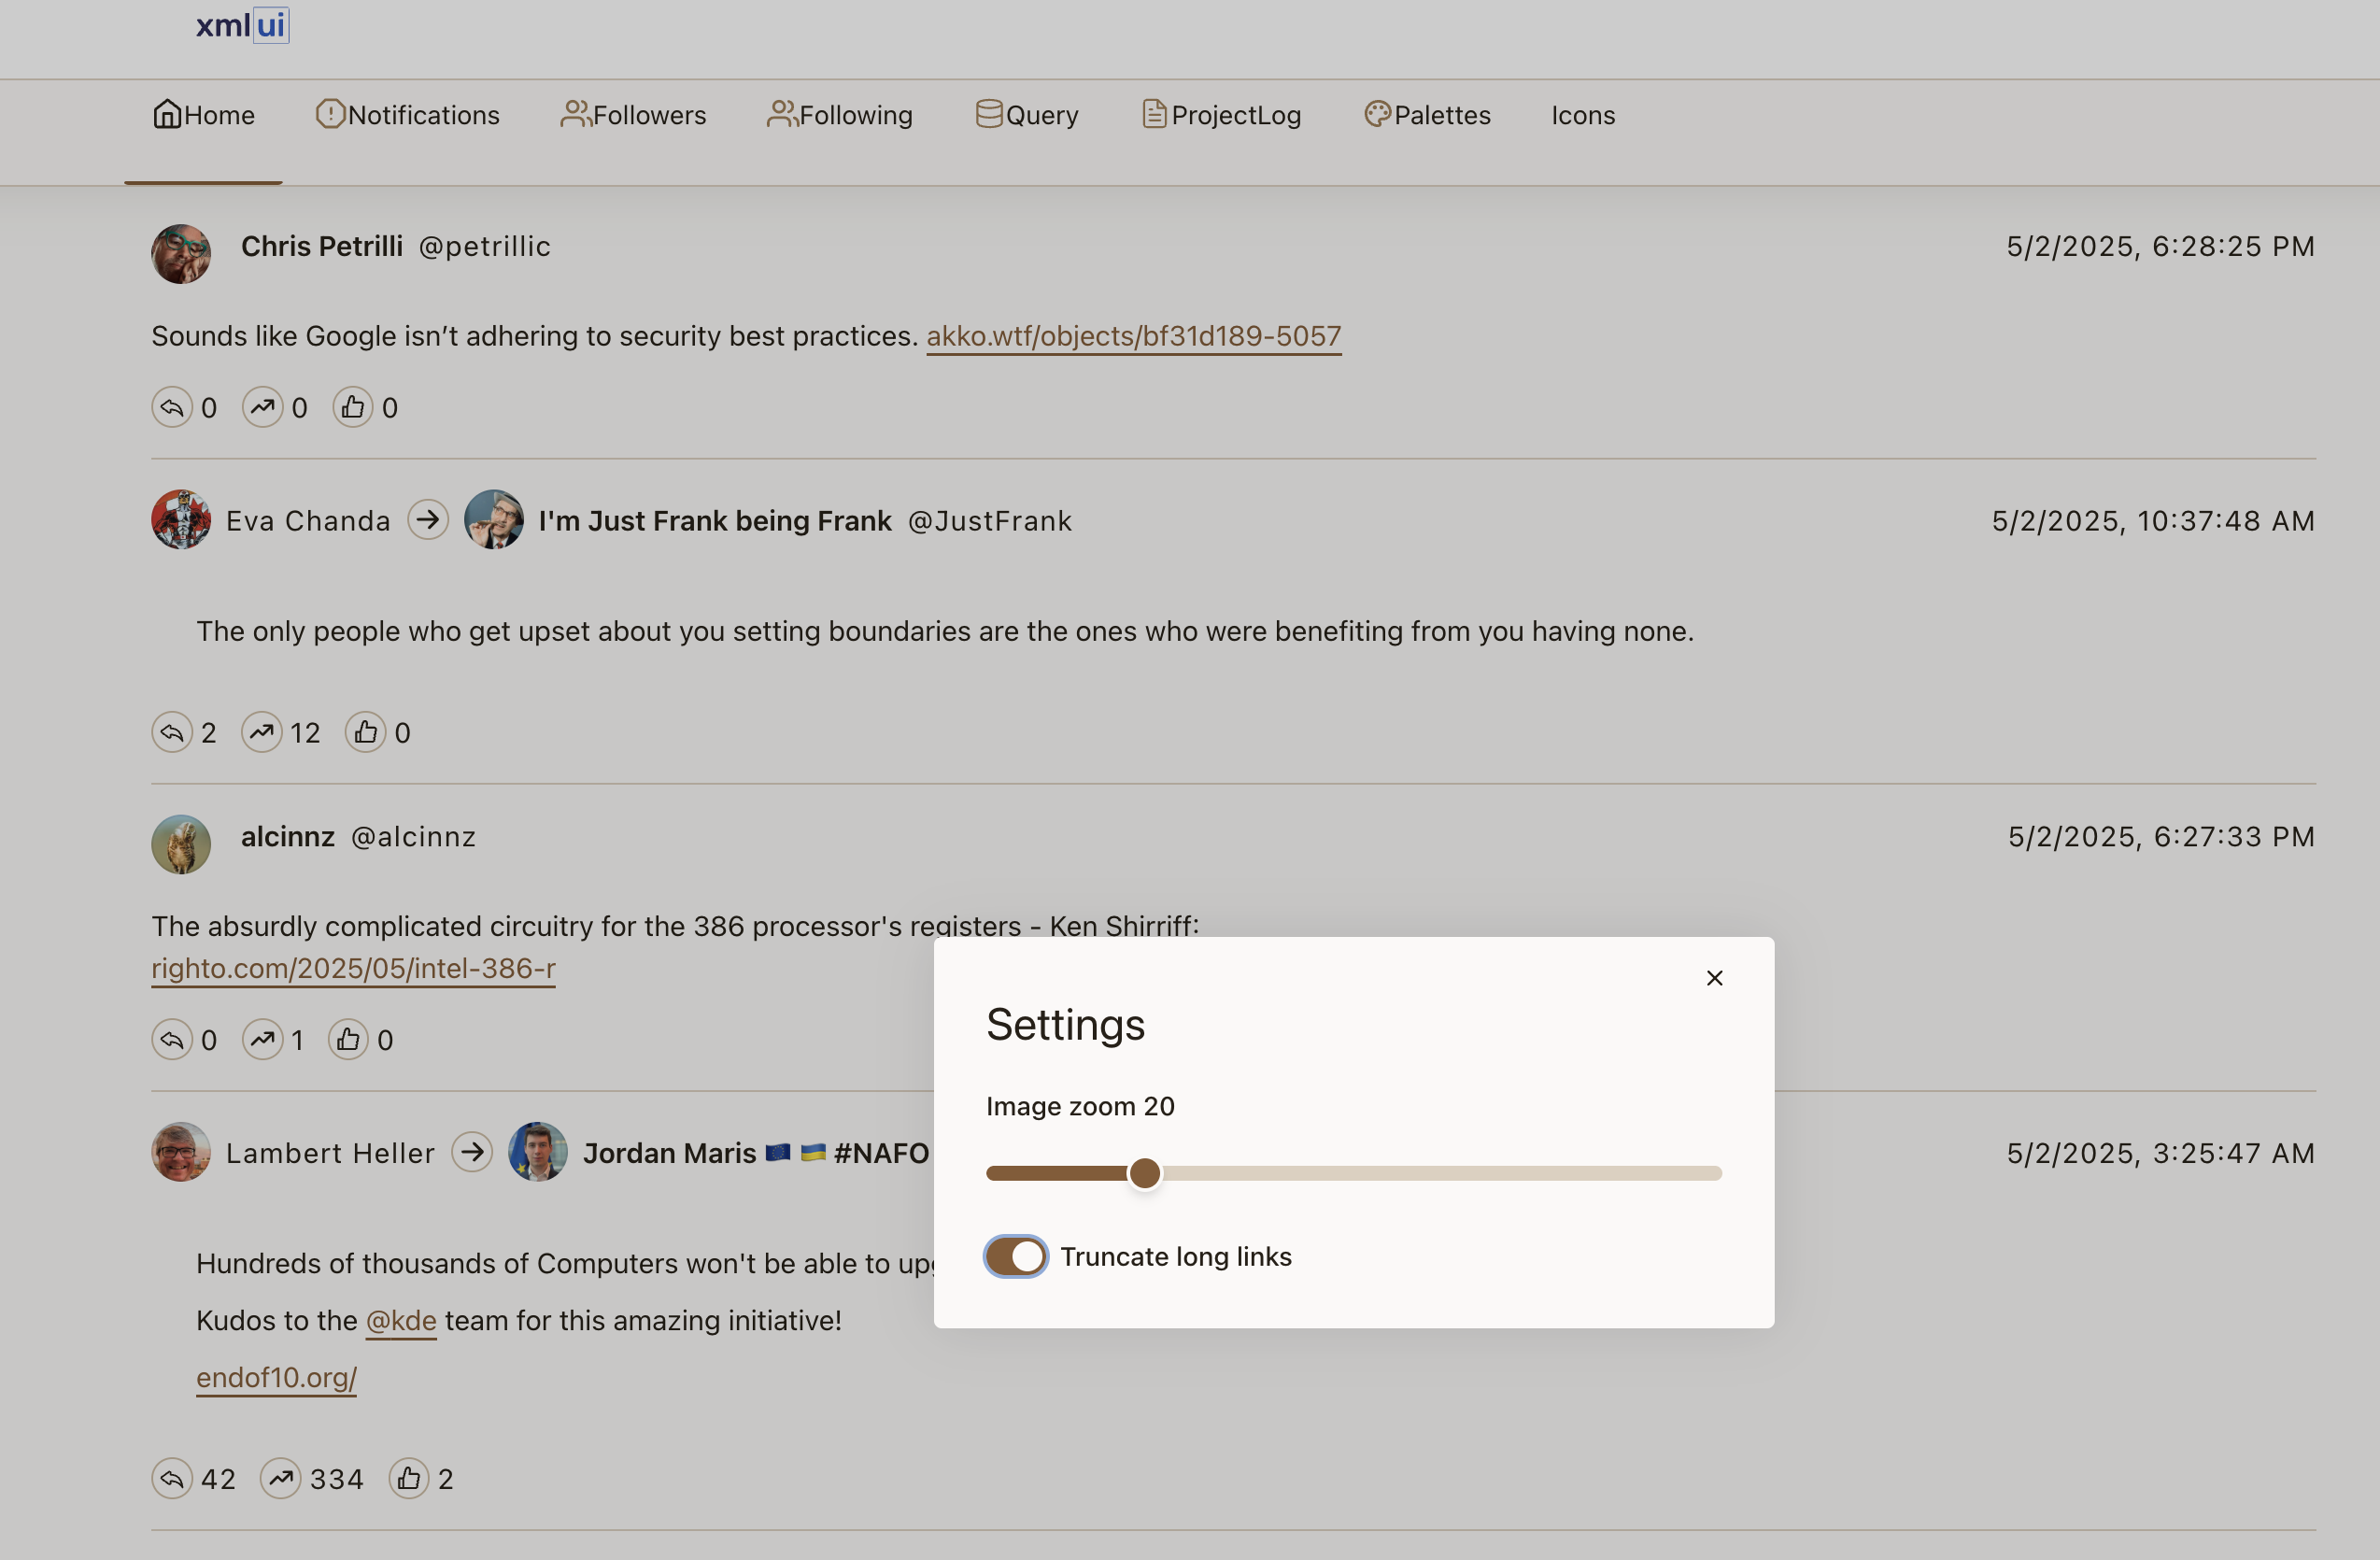 xmlui
Home Notifications Followers Following Query ProjectLog Palettes Icons
Chris Petrilli @petrillic 5/2/2025, 6:28:25 PM
Sounds like Google isn’t adhering to security best practices. akko.wtf/objects/bf31d189-5057
0 0 0
Eva Chanda I'm Just Frank being Frank @JustFrank 5/2/2025, 10:37:48 AM
The only people who get upset about you setting boundaries are the ones who were benefiting from you having none.
2 12 0
alcinnz @alcinnz 5/2/2025, 6:27:33 PM
The absurdly complicated circuitry for the 386 processor's registers - Ken Shirriff:
righto.com/2025/05/intel-386-r
0 1 0
Lambert Heller Jordan Maris 🇪🇺 🇺🇦 #NAFO 5/2/2025, 3:25:47 AM
Hundreds of thousands of Computers won't be able to
Kudos to the @kde team for this amazing initiative!
endof10.org/
42 334 2
Settings
Image zoom 20
Truncate long links